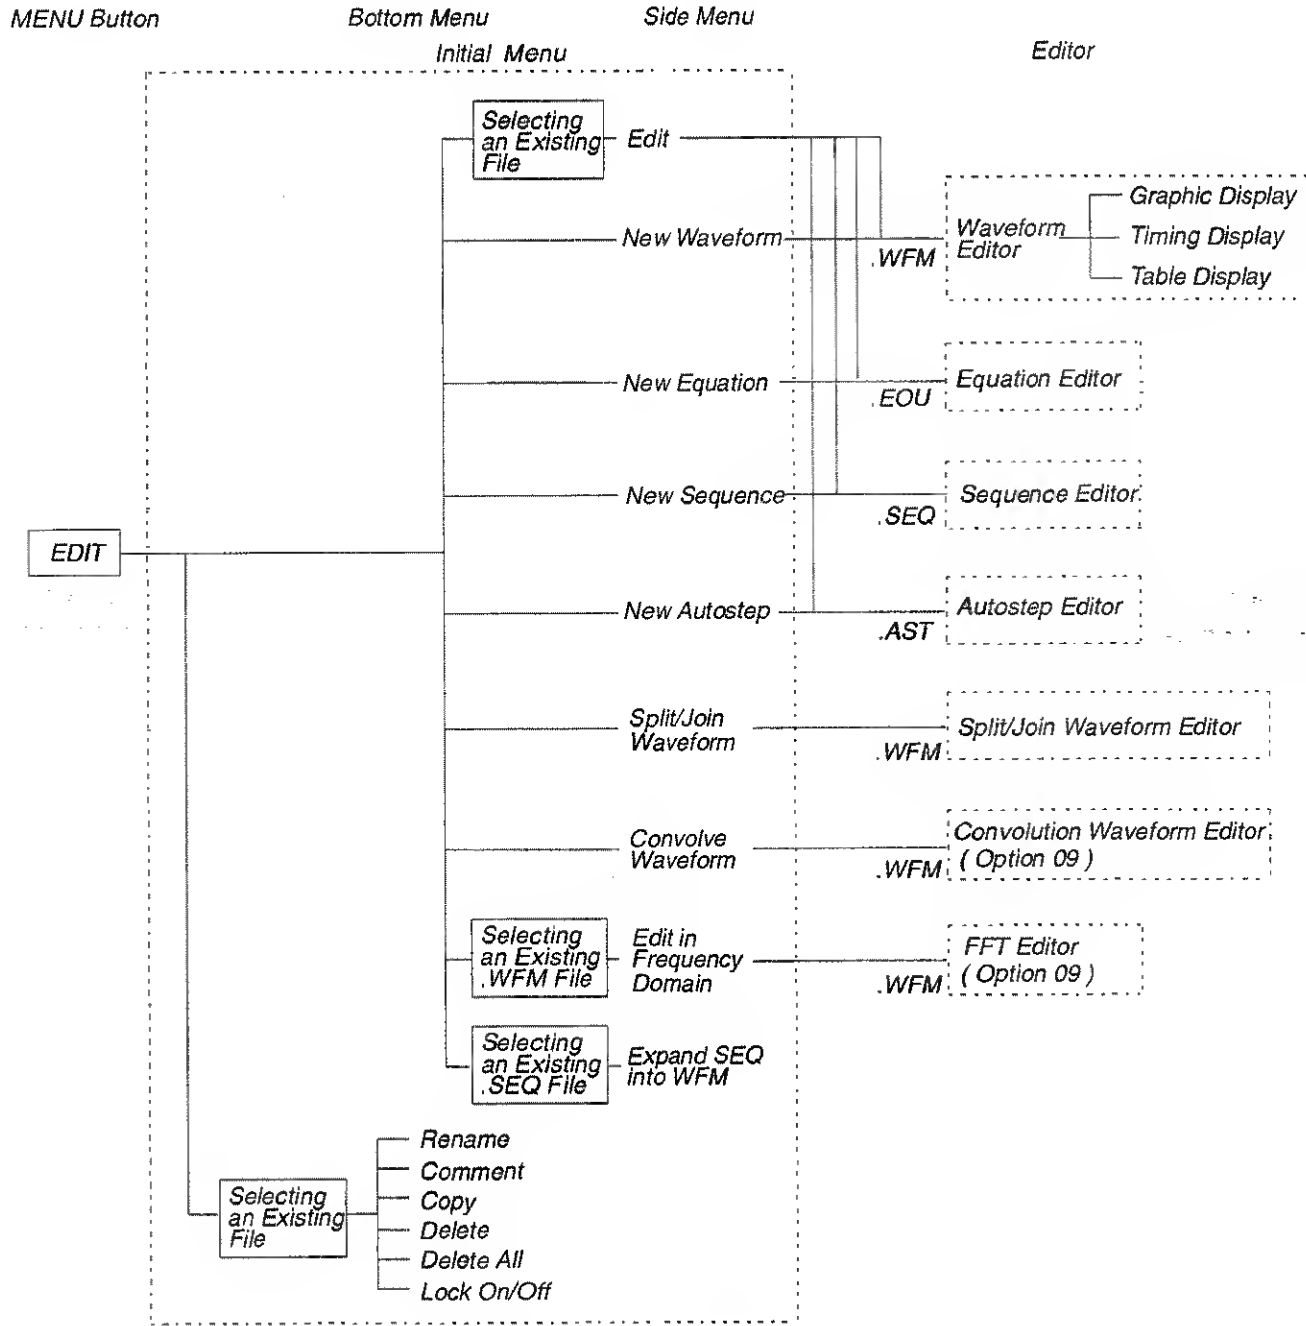 MENU Button
Bottom Menu
Side Menu
Initial Menu
Editor
Selecting
an Existing
File
Edit
New Waveform
.WFM
Waveform
Editor
Graphic Display
Timing Display
Table Display
New Equation
.EOU
Equation Editor
New Sequence
.SEQ
Sequence Editor
EDIT
New Autostep
.AST
Autostep Editor
Split/Join
Waveform
.WFM
Split/Join Waveform Editor
Convolve
Waveform
.WFM
Convolution Waveform Editor
( Option 09 )
Selecting
an Existing
.WFM File
Edit in
Frequency
Domain
.WFM
FFT Editor
( Option 09 )
Selecting
an Existing
.SEQ File
Expand SEQ
into WFM
Selecting
an Existing
File
Rename
Comment
Copy
Delete
Delete All
Lock On/Off